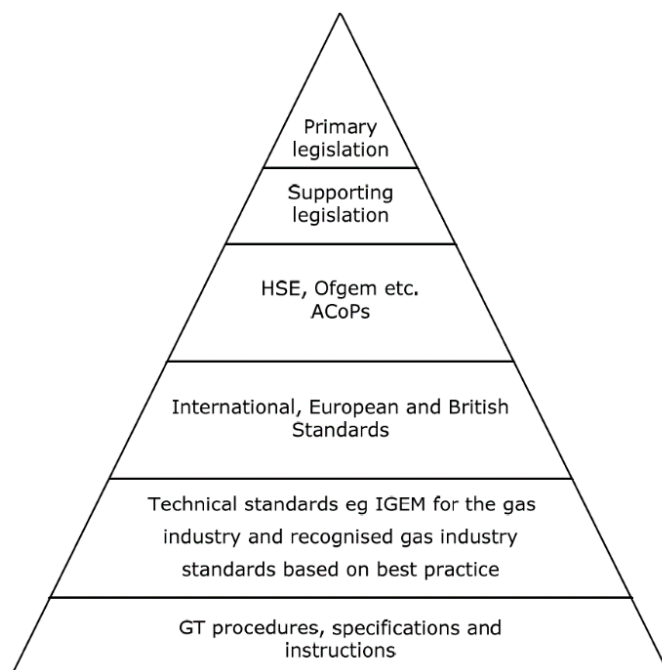 Primary
legislation
Supporting
legislation
HSE, Ofgem etc.
ACoPs
International, European and British
Standards
Technical standards eg IGEM for the gas
industry and recognised gas industry
standards based on best practice
GT procedures, specifications and
instructions